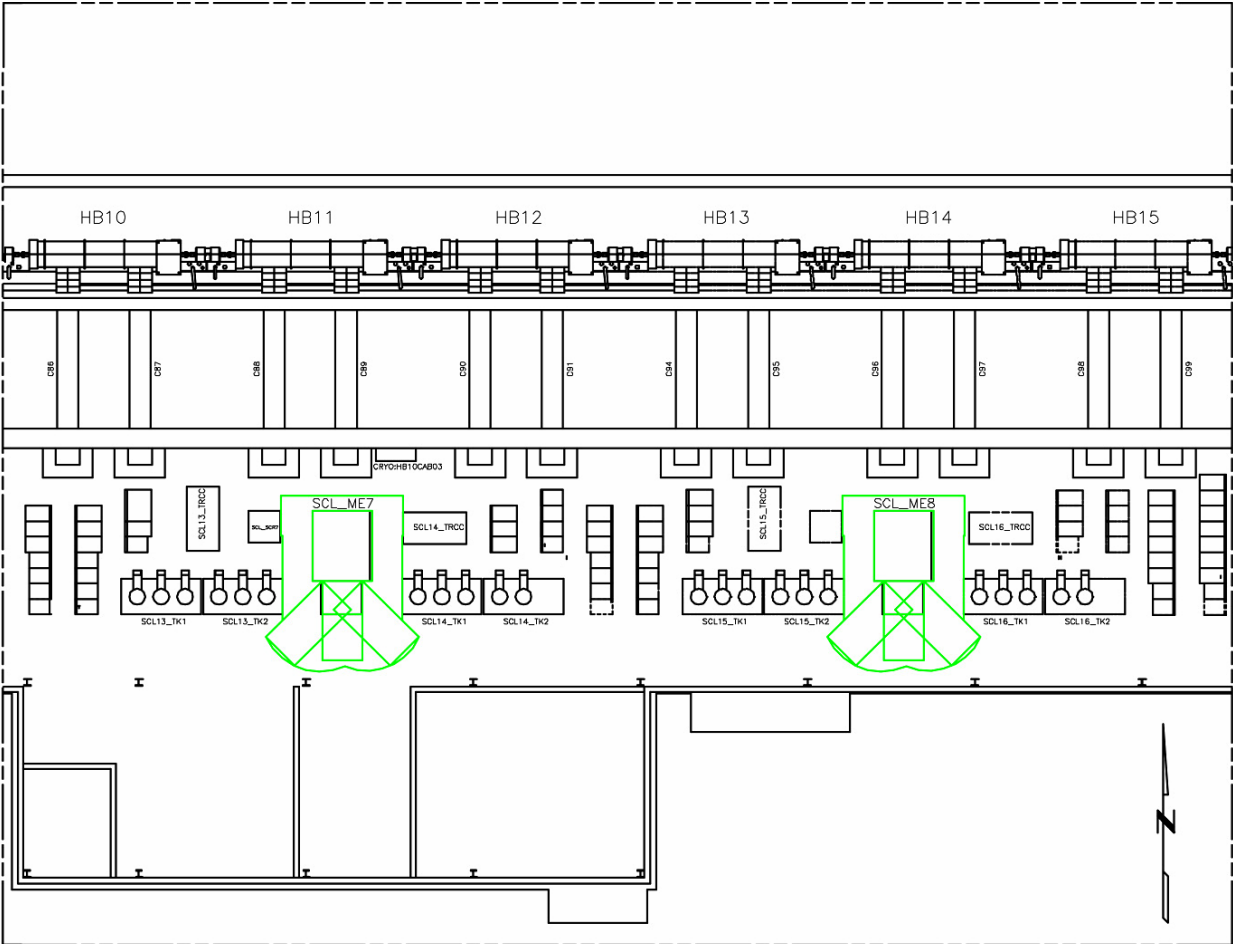 HB10 HB11 HB12 HB13 HB14 HB15
C86 C87 C88 C89 C90 C91 C94 C95 C96 C97 C98 C99
CRYO:HB10CAB03
SCL13_TRCC
SCL_ME7
SCL14_TRCC
SCL15_TRCC
SCL_ME8
SCL16_TRCC
SCL13_TK1 SCL13_TK2 SCL14_TK1 SCL14_TK2 SCL15_TK1 SCL15_TK2 SCL16_TK1 SCL16_TK2
N